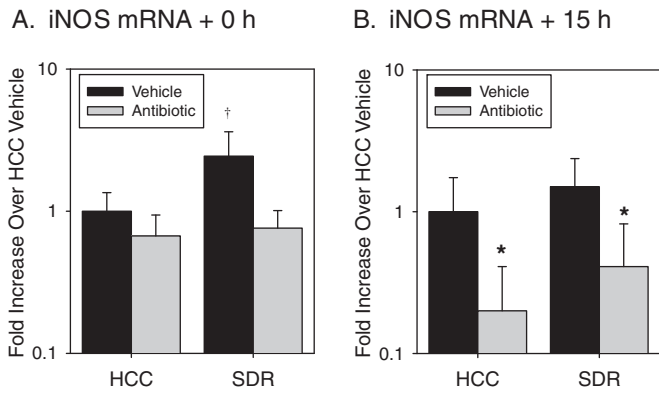 A. iNOS mRNA + 0 h
Fold Increase Over HCC Vehicle
10
1
0.1
Vehicle
Antibiotic
†
HCC
SDR
B. iNOS mRNA + 15 h
Fold Increase Over HCC Vehicle
10
1
0.1
Vehicle
Antibiotic
*
*
HCC
SDR